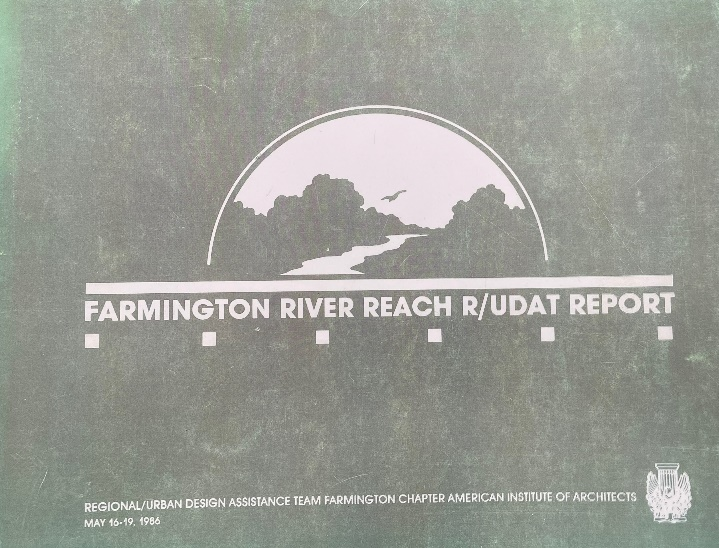 FARMINGTON RIVER REACH R/UDAT REPORT
REGIONAL/URBAN DESIGN ASSISTANCE TEAM FARMINGTON CHAPTER AMERICAN INSTITUTE OF ARCHITECTS
MAY 16-19, 1986